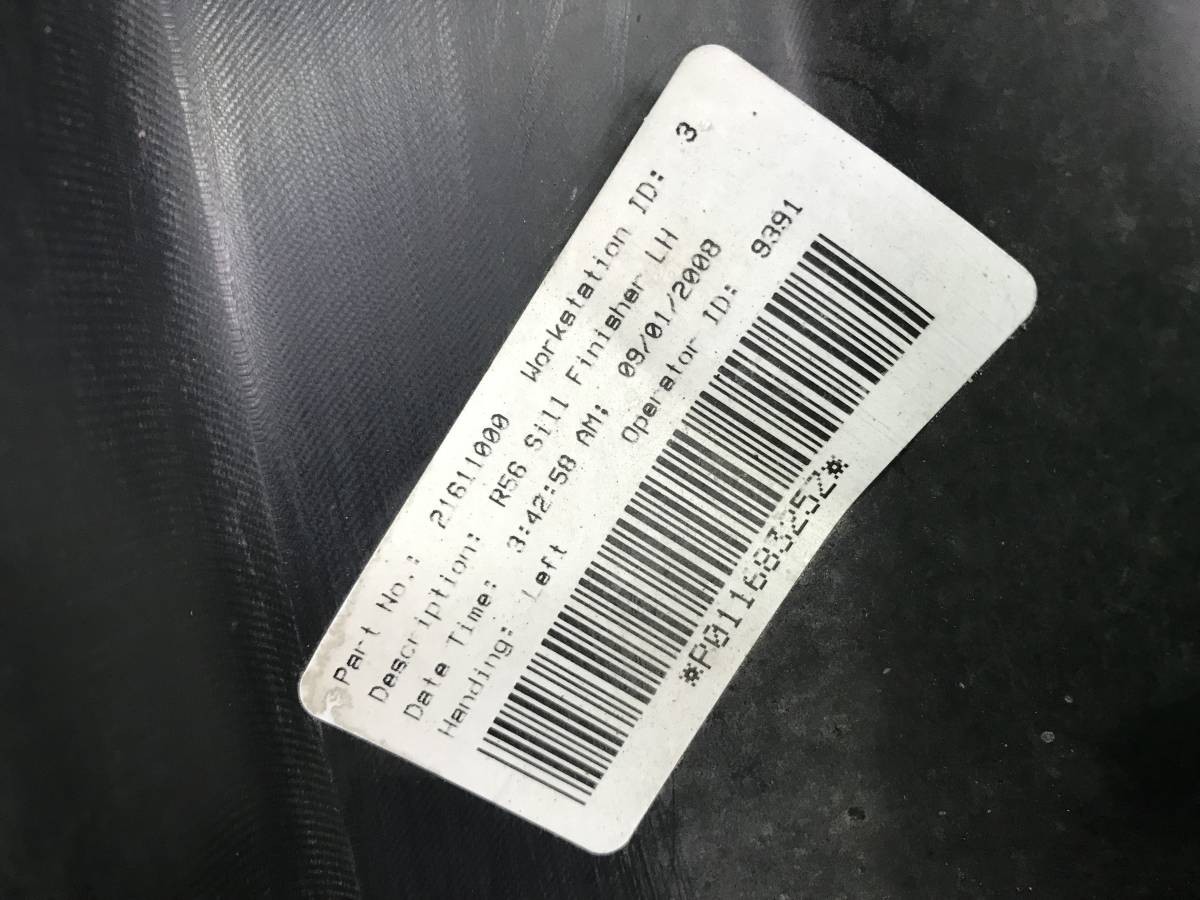 Part No.: 21611000 Workstation ID: 3
Description: R56 Sill Finisher LH
Date Time: 3:42:58 AM: 09/01/2008
Handing: Left Operator ID: 9391
*P011683252*